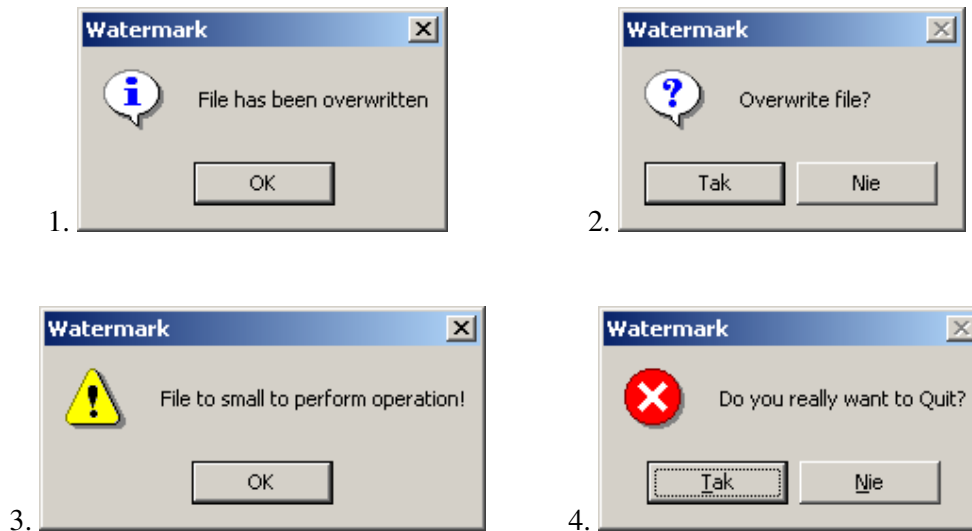 Watermark
File has been overwritten
OK
1.
Watermark
Overwrite file?
Tak Nie
2.
Watermark
File to small to perform operation!
OK
3.
Watermark
Do you really want to Quit?
Tak Nie
4.